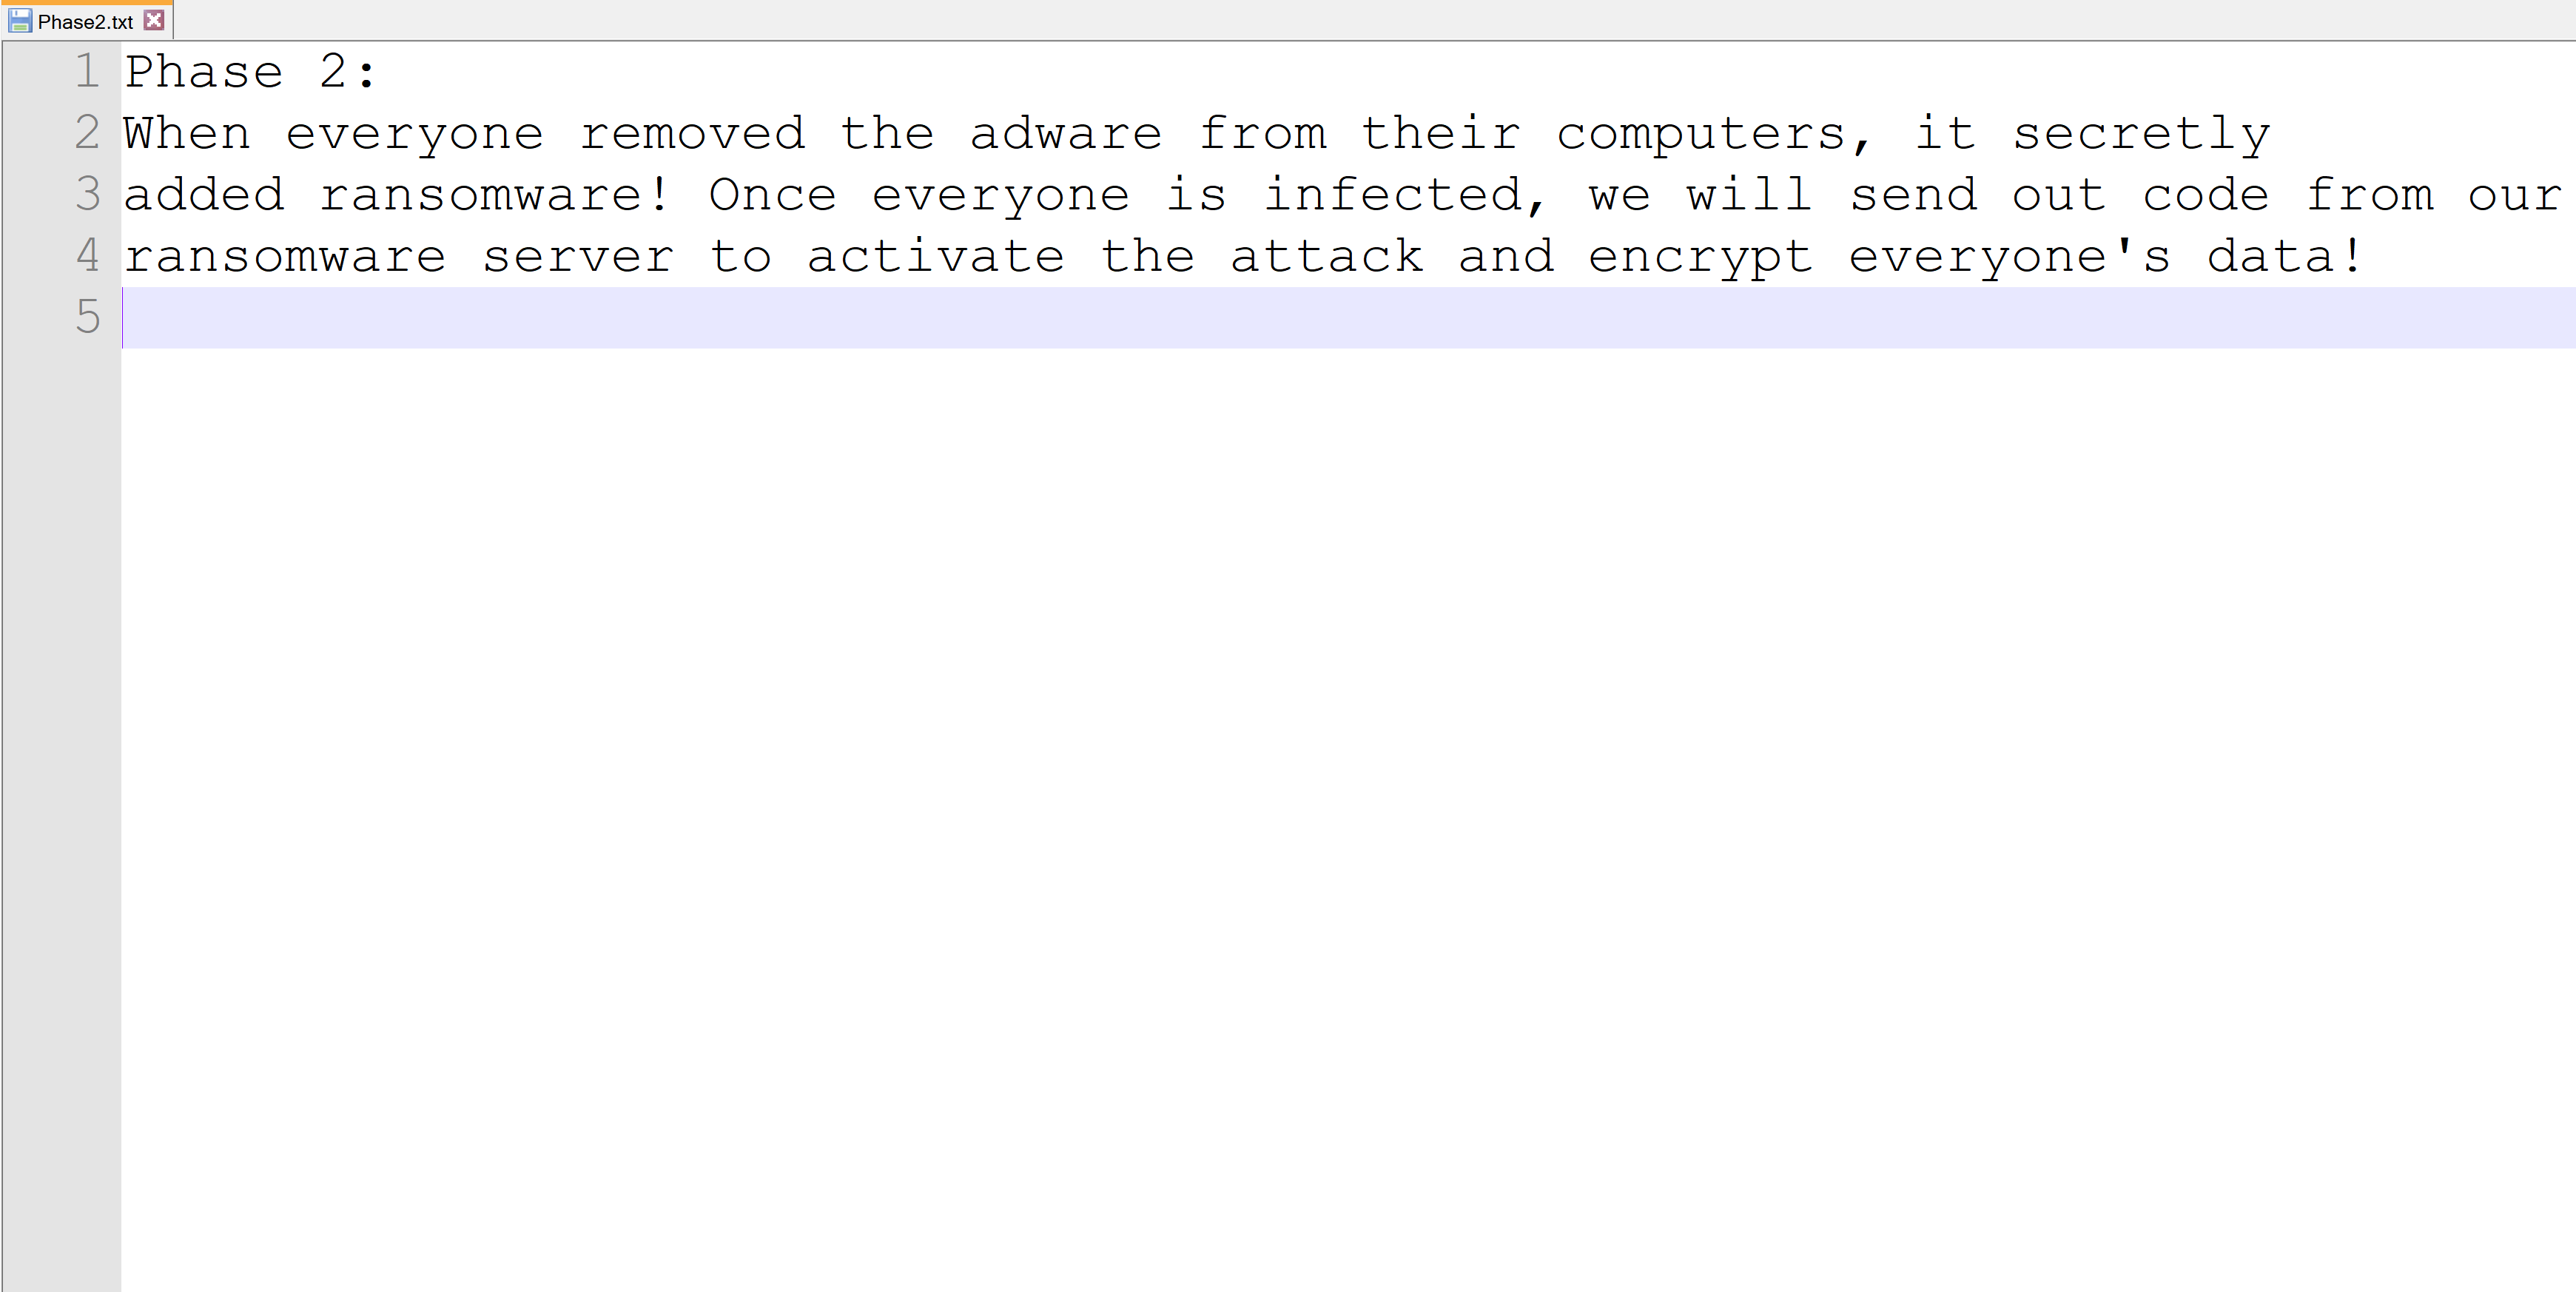 Phase2.txt
1 Phase 2:
2 When everyone removed the adware from their computers, it secretly
3 added ransomware! Once everyone is infected, we will send out code from our
4 ransomware server to activate the attack and encrypt everyone's data!
5